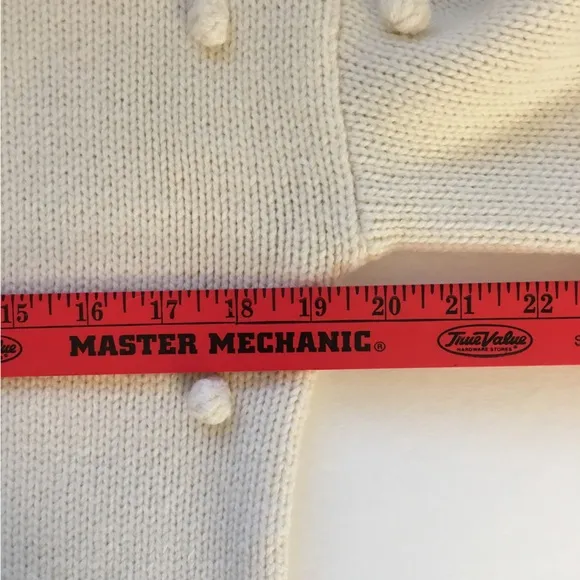 15 16 17 18 19 20 21 22
MASTER MECHANIC®
True Value
HARDWARE STORES